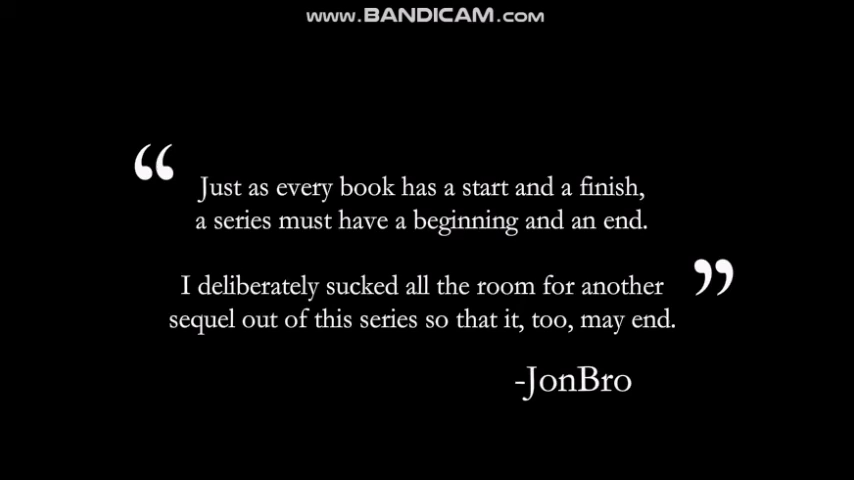 www.BANDICAM.com
“ Just as every book has a start and a finish,
a series must have a beginning and an end.
I deliberately sucked all the room for another
sequel out of this series so that it, too, may end. ”
-JonBro